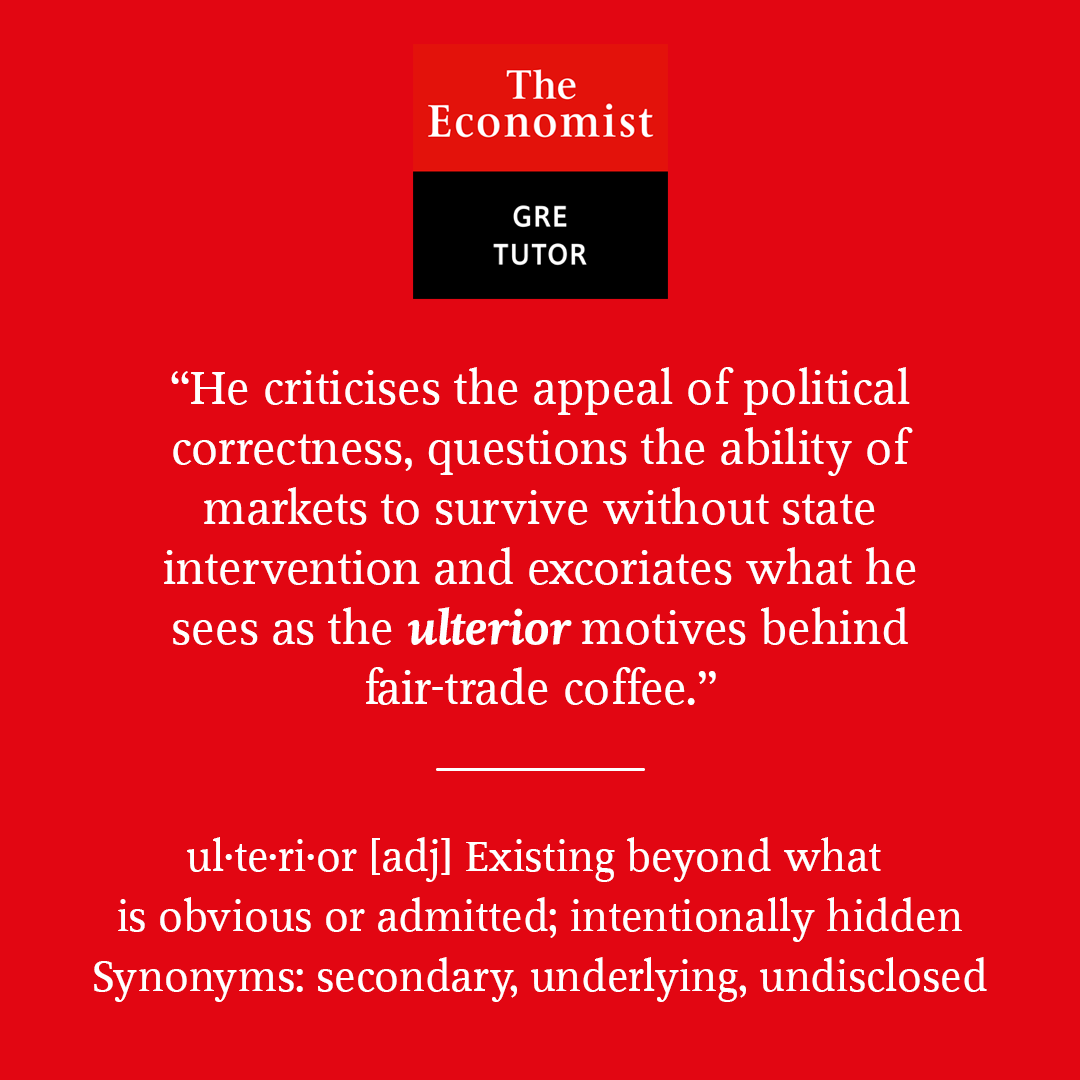 The
Economist
GRE
TUTOR
“He criticises the appeal of political
correctness, questions the ability of
markets to survive without state
intervention and excoriates what he
sees as the ulterior motives behind
fair-trade coffee.”
ul·te·ri·or [adj] Existing beyond what
is obvious or admitted; intentionally hidden
Synonyms: secondary, underlying, undisclosed